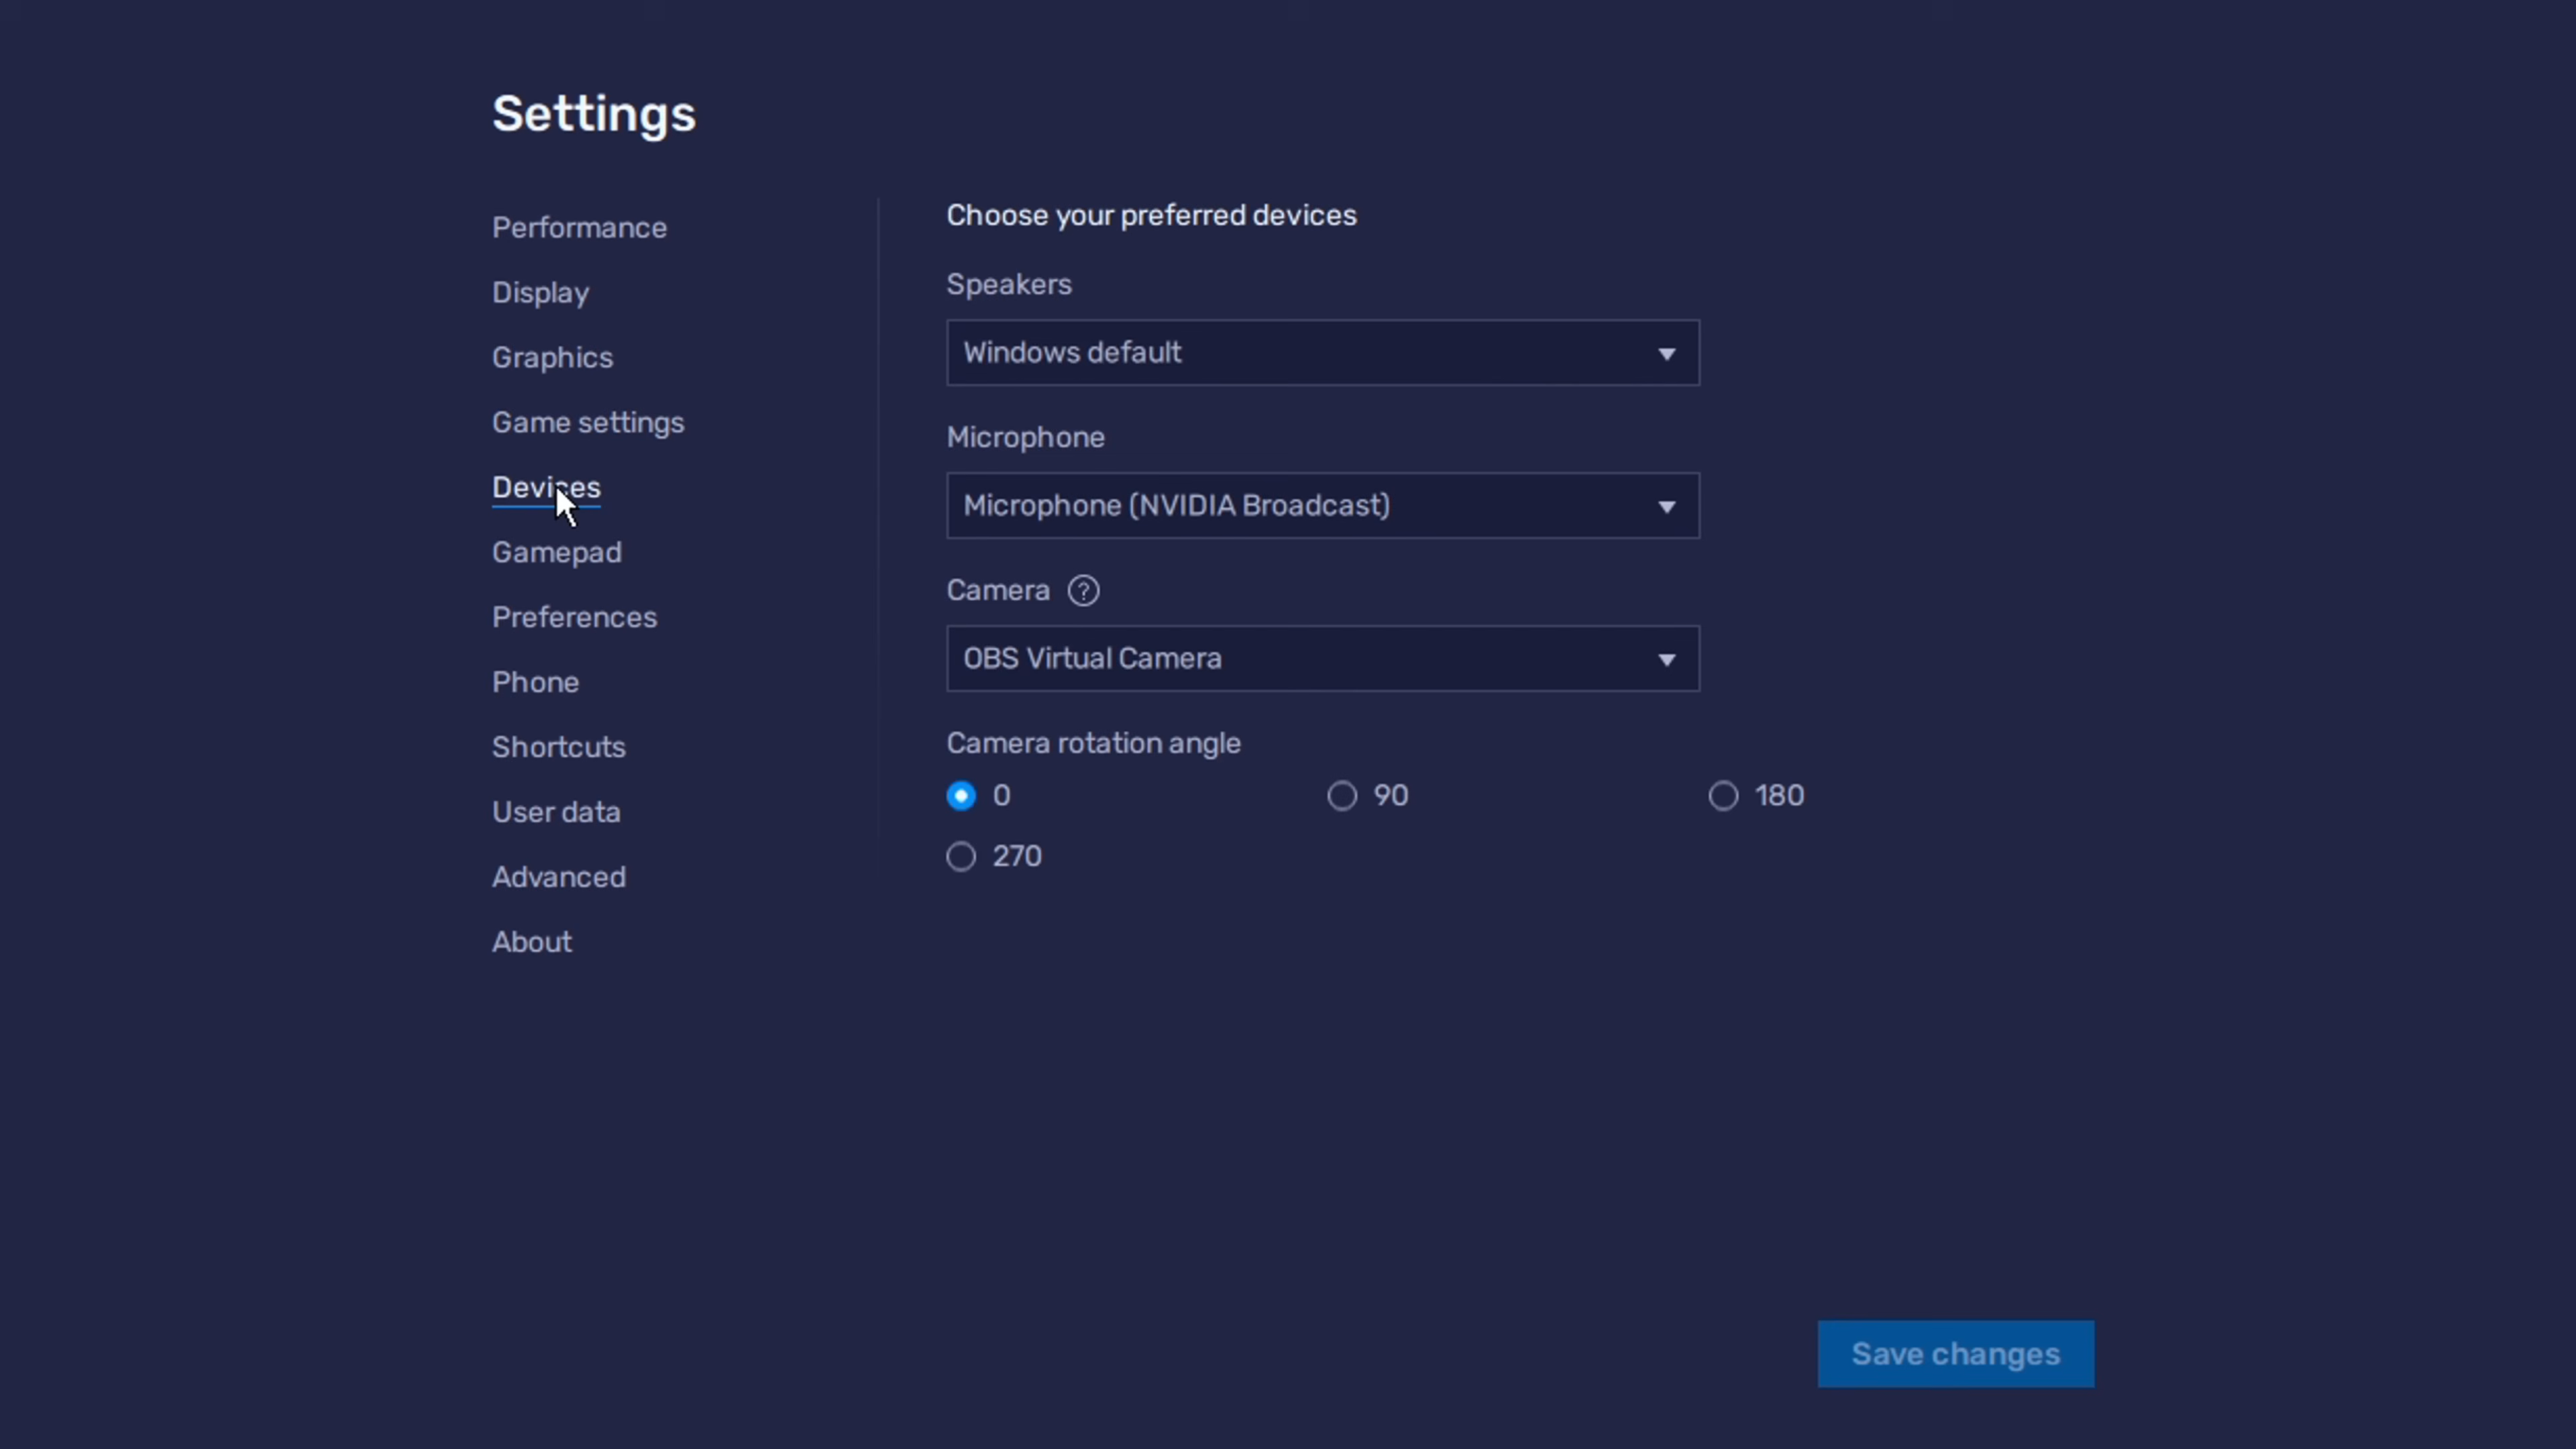 Settings
Performance
Display
Graphics
Game settings
Devices
Gamepad
Preferences
Phone
Shortcuts
User data
Advanced
About
Choose your preferred devices
Speakers
Windows default
Microphone
Microphone (NVIDIA Broadcast)
Camera ?
OBS Virtual Camera
Camera rotation angle
0 90 180
270
Save changes